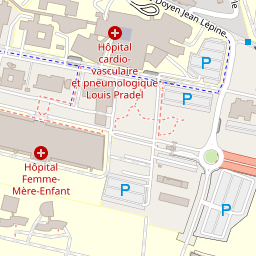 Doyen Jean Lépine
Hôpital
cardio-
vasculaire
et pneumologique
Louis Pradel
P
P
Hôpital
Femme-
Mère-Enfant
P
P